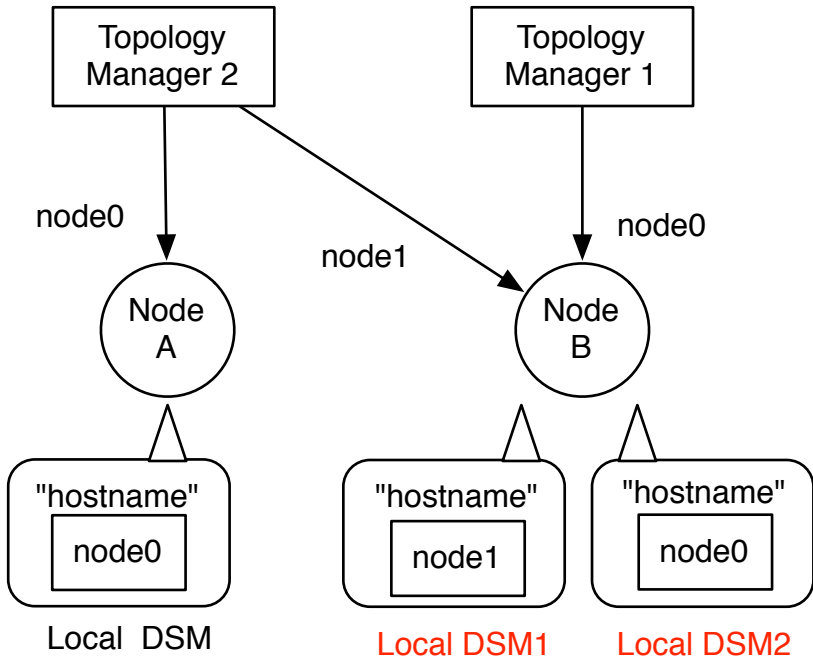 Topology
Manager 2
Topology
Manager 1
node0
node1
node0
Node
A
Node
B
"hostname"
node0
"hostname"
node1
"hostname"
node0
Local DSM
Local DSM1
Local DSM2